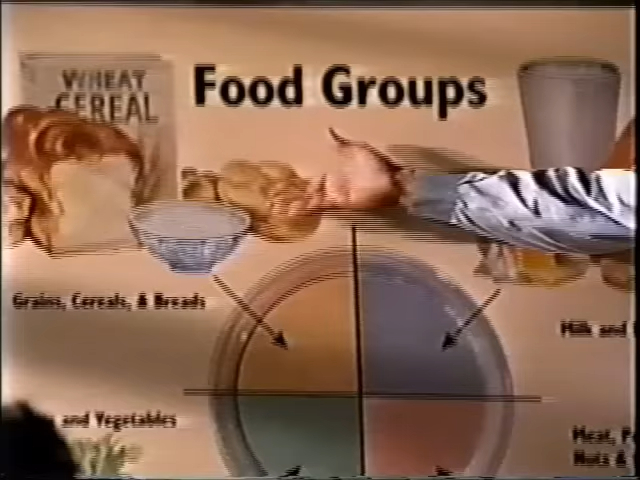 WHEAT
CEREAL
Food Groups
Grains, Cereals, & Breads
Milk and
and Vegetables
Meat, P
Nuts &